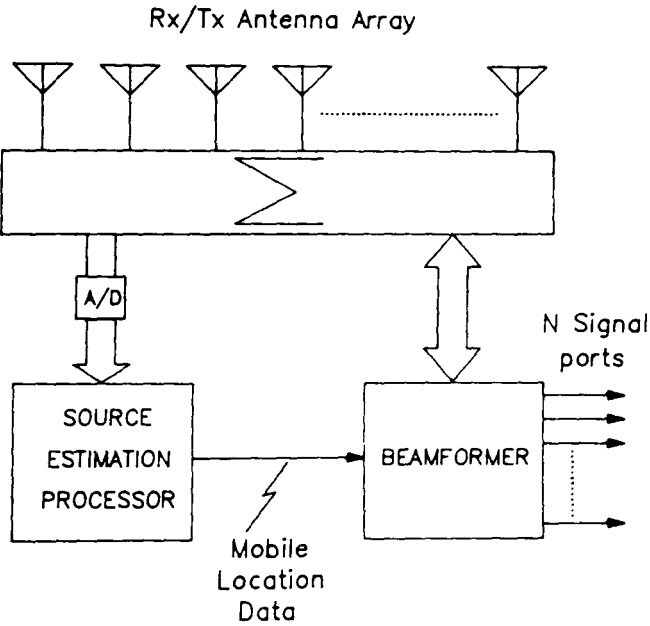 Rx/Tx Antenna Array
Σ
A/D
N Signal
ports
SOURCE
ESTIMATION
PROCESSOR
BEAMFORMER
Mobile
Location
Data